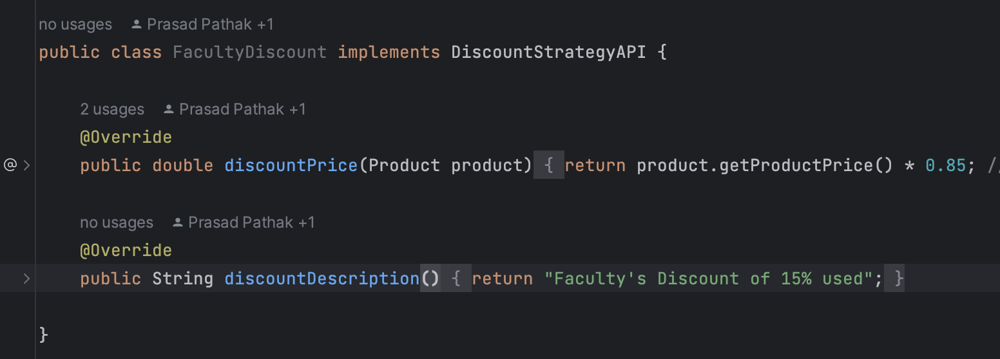 no usages Prasad Pathak +1
public class FacultyDiscount implements DiscountStrategyAPI {
2 usages Prasad Pathak +1
@Override
@ public double discountPrice(Product product) { return product.getProductPrice() * 0.85; //
no usages Prasad Pathak +1
@Override
public String discountDescription() { return "Faculty's Discount of 15% used"; }
}